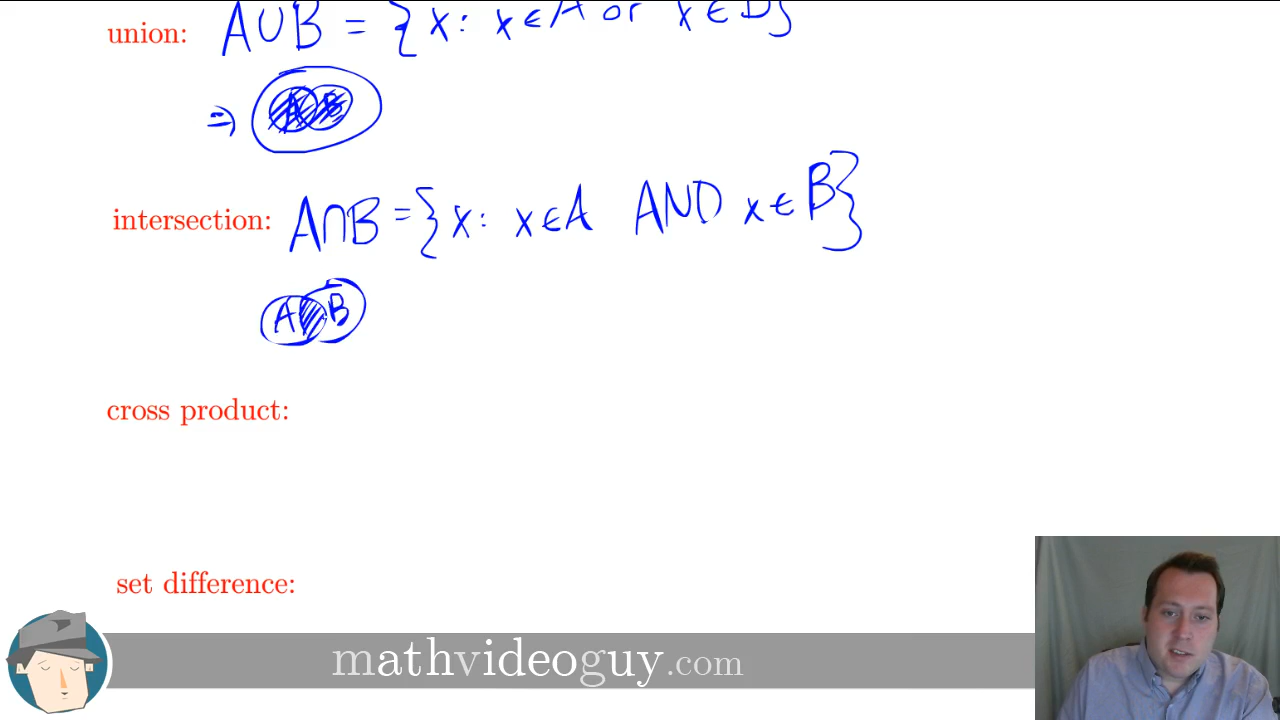 union: A∪B = {x: x∈A or x∈B}
⇒ A B
intersection: A∩B = {x: x∈A AND x∈B}
A B
cross product:
set difference:
mathvideoguy.com